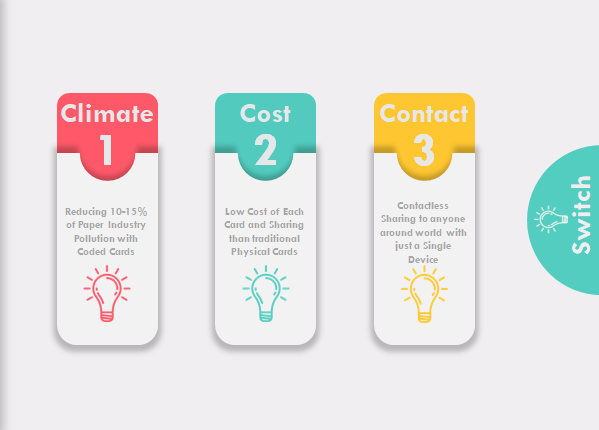 Climate
1
Reducing 10-15%
of Paper Industry
Pollution with
Coded Cards
Cost
2
Low Cost of Each
Card and Sharing
than traditional
Physical Cards
Contact
3
Contactless
Sharing to anyone
around world with
just a Single
Device
Switch